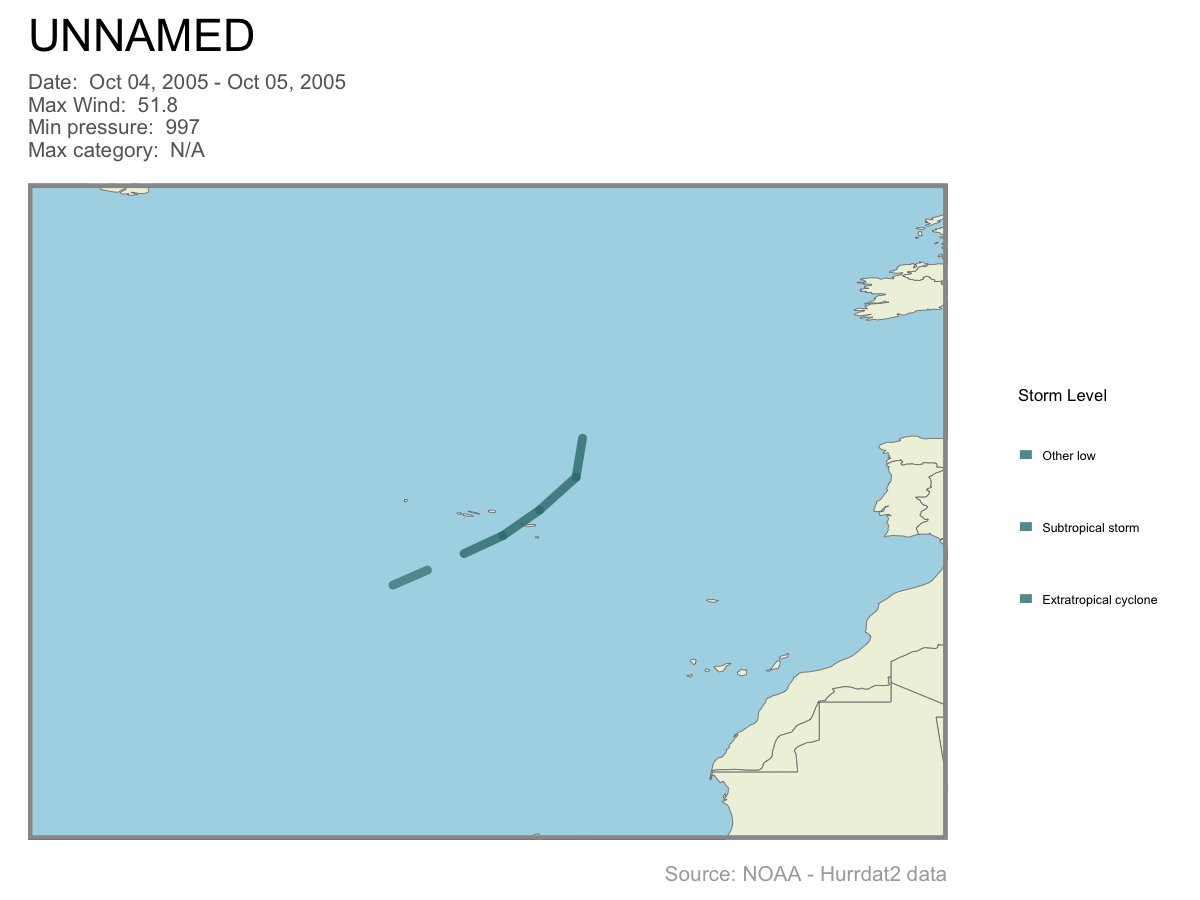 UNNAMED
Date:  Oct 04, 2005 - Oct 05, 2005
Max Wind:  51.8
Min pressure:  997
Max category:  N/A
Storm Level
Other low
Subtropical storm
Extratropical cyclone
Source: NOAA - Hurrdat2 data